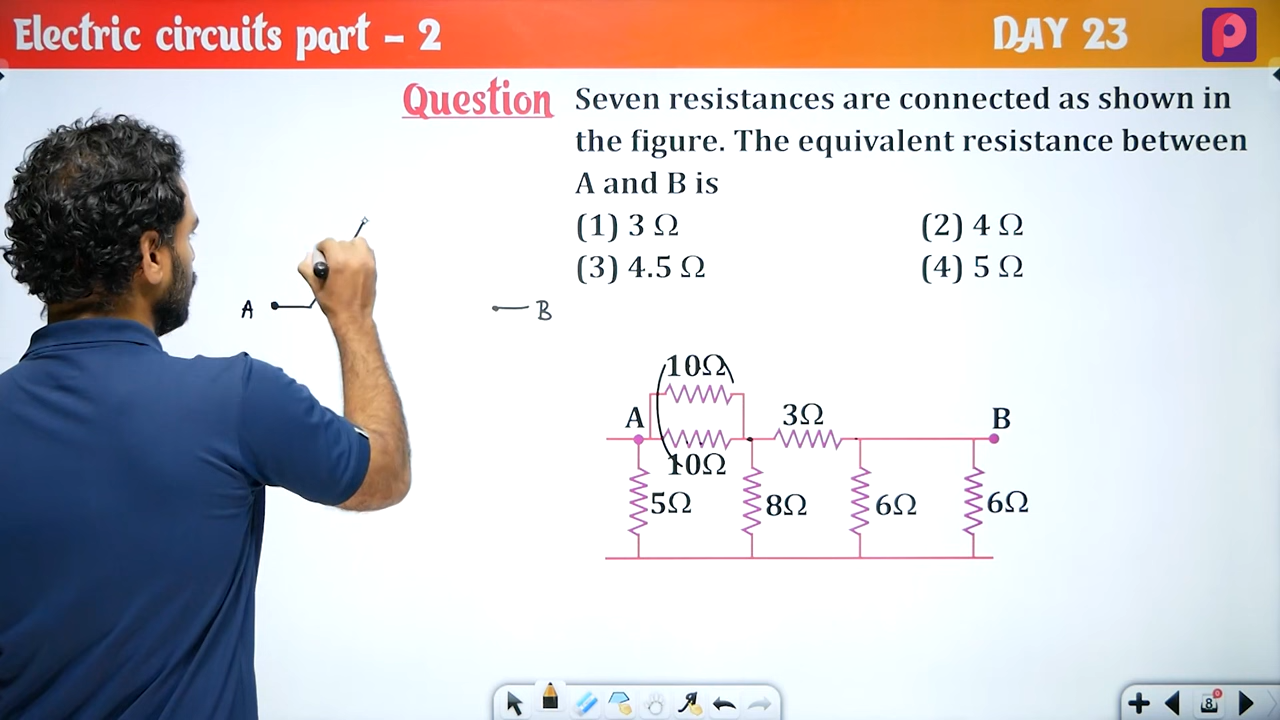 Electric circuits part – 2
DAY 23
Question
Seven resistances are connected as shown in
the figure. The equivalent resistance between
A and B is
(1) 3 Ω
(2) 4 Ω
(3) 4.5 Ω
(4) 5 Ω
A
B
10Ω
A
3Ω
B
10Ω
5Ω
8Ω
6Ω
6Ω
8